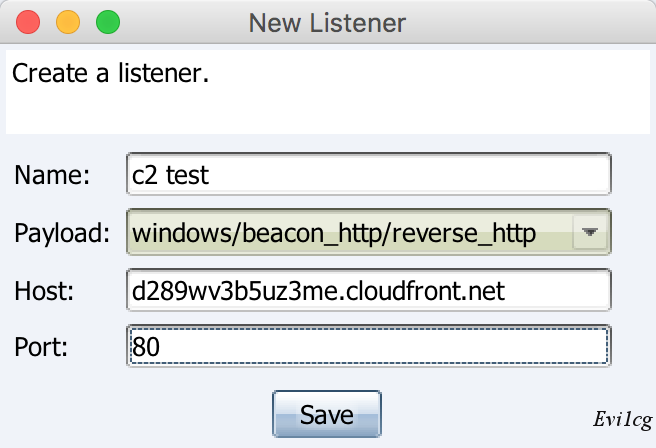 New Listener
Create a listener.
Name: c2 test
Payload: windows/beacon_http/reverse_http
Host: d289wv3b5uz3me.cloudfront.net
Port: 80
Save
Evi1cg